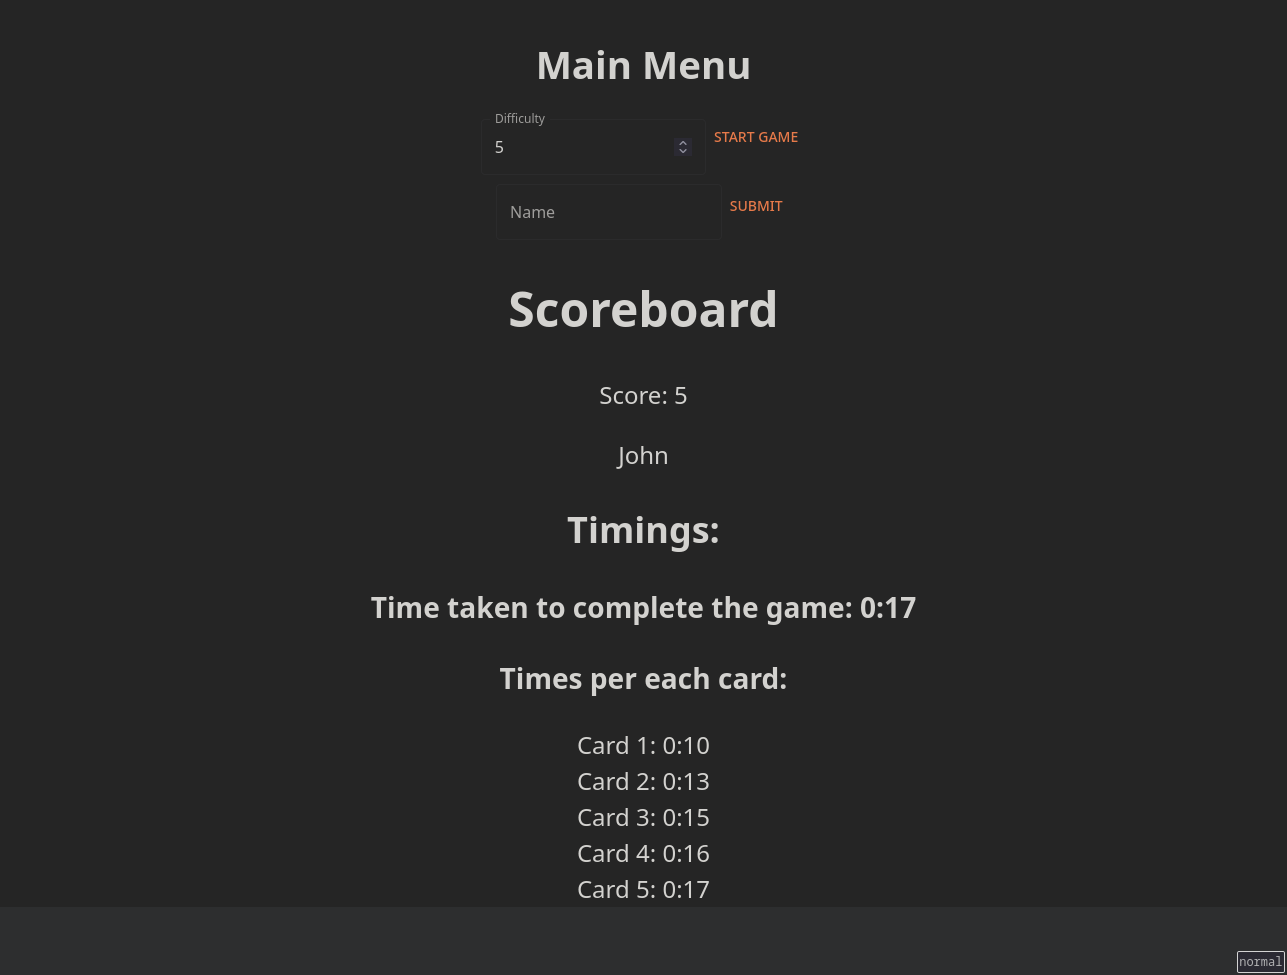 Main Menu
Difficulty
5
START GAME
Name
SUBMIT
Scoreboard
Score: 5
John
Timings:
Time taken to complete the game: 0:17
Times per each card:
Card 1: 0:10
Card 2: 0:13
Card 3: 0:15
Card 4: 0:16
Card 5: 0:17
normal